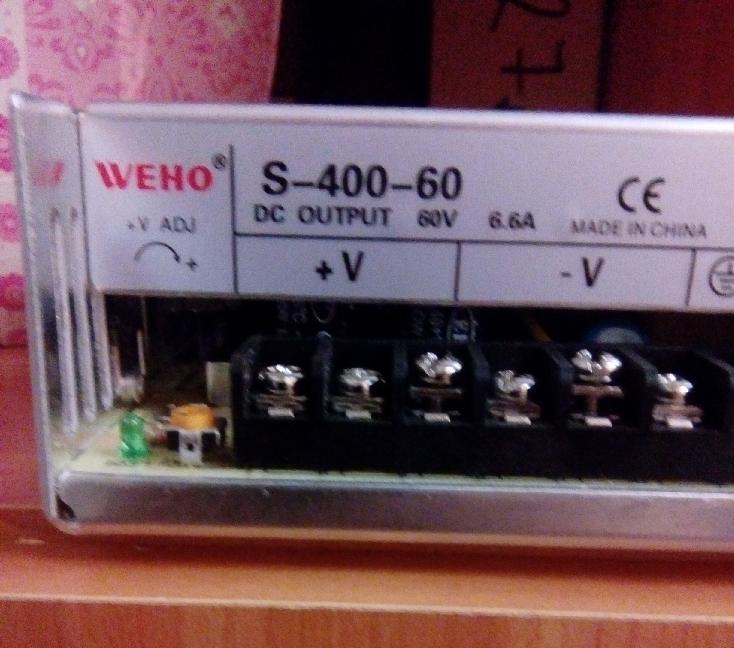 WEHO®
S-400-60
CE
+V ADJ
DC OUTPUT 60V 6.6A
MADE IN CHINA
+
+V
-V